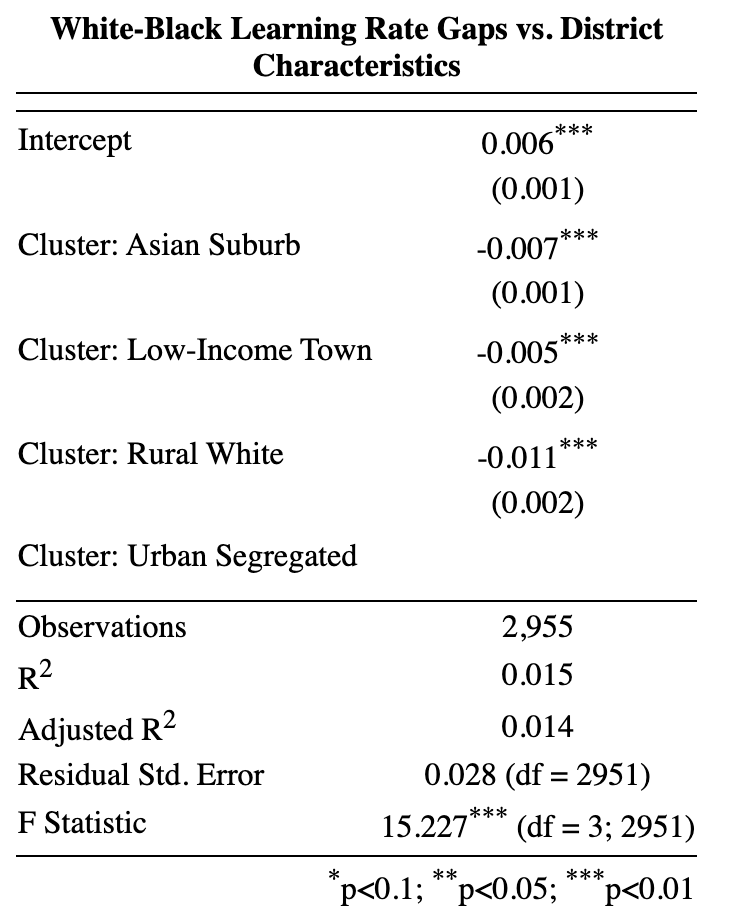 White-Black Learning Rate Gaps vs. District
Characteristics
Intercept 0.006***
(0.001)
Cluster: Asian Suburb -0.007***
(0.001)
Cluster: Low-Income Town -0.005***
(0.002)
Cluster: Rural White -0.011***
(0.002)
Cluster: Urban Segregated
Observations 2,955
R2 0.015
Adjusted R2 0.014
Residual Std. Error 0.028 (df = 2951)
F Statistic 15.227*** (df = 3; 2951)
*p<0.1; **p<0.05; ***p<0.01